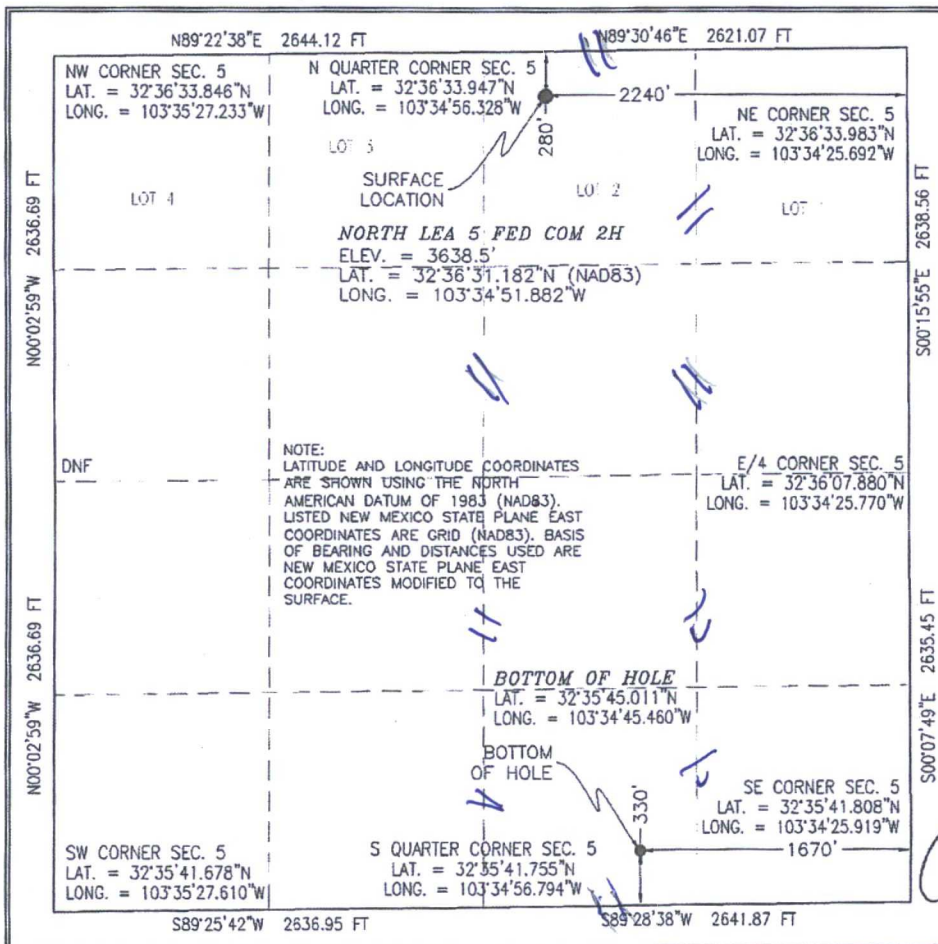 N89°22'38"E 2644.12 FT
N89°30'46"E 2621.07 FT
NW CORNER SEC. 5
LAT. = 32°36'33.846"N
LONG. = 103°35'27.233"W
N QUARTER CORNER SEC. 5
LAT. = 32°36'33.947"N
LONG. = 103°34'56.328"W
2240'
280'
NE CORNER SEC. 5
LAT. = 32°36'33.983"N
LONG. = 103°34'25.692"W
LOT 3
SURFACE
LOCATION
LOT 4
LOT 2
LOT
NORTH LEA 5 FED COM 2H
ELEV. = 3638.5'
LAT. = 32°36'31.182"N (NAD83)
LONG. = 103°34'51.882"W
N00°02'59"W 2636.69 FT
S00°15'55"E 2638.56 FT
DNF
NOTE:
LATITUDE AND LONGITUDE COORDINATES
ARE SHOWN USING THE NORTH
AMERICAN DATUM OF 1983 (NAD83).
LISTED NEW MEXICO STATE PLANE EAST
COORDINATES ARE GRID (NAD83). BASIS
OF BEARING AND DISTANCES USED ARE
NEW MEXICO STATE PLANE EAST
COORDINATES MODIFIED TO THE
SURFACE.
E/4 CORNER SEC. 5
LAT. = 32°36'07.880"N
LONG. = 103°34'25.770"W
N00°02'59"W 2636.69 FT
S00°07'49"E 2635.45 FT
BOTTOM OF HOLE
LAT. = 32°35'45.011"N
LONG. = 103°34'45.460"W
BOTTOM
OF HOLE
330'
SE CORNER SEC. 5
LAT. = 32°35'41.808"N
LONG. = 103°34'25.919"W
1670'
SW CORNER SEC. 5
LAT. = 32°35'41.678"N
LONG. = 103°35'27.610"W
S QUARTER CORNER SEC. 5
LAT. = 32°35'41.755"N
LONG. = 103°34'56.794"W
S89°25'42"W 2636.95 FT
S89°28'38"W 2641.87 FT